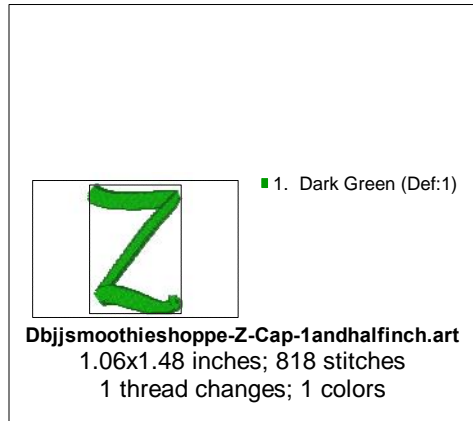 Z
1. Dark Green (Def:1)
Dbjjsmoothieshoppe-Z-Cap-1andhalfinch.art
1.06x1.48 inches; 818 stitches
1 thread changes; 1 colors